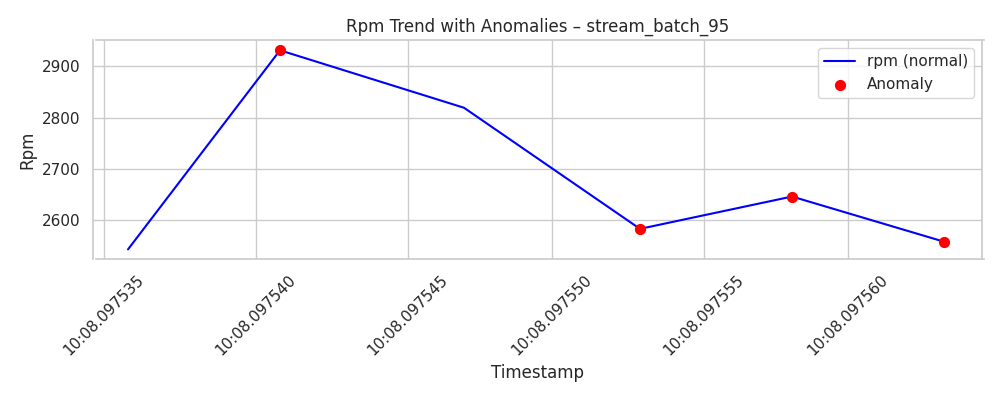 Rpm Trend with Anomalies – stream_batch_95
rpm (normal)
Anomaly
Rpm
2900
2800
2700
2600
10:08.097535
10:08.097540
10:08.097545
10:08.097550
10:08.097555
10:08.097560
Timestamp